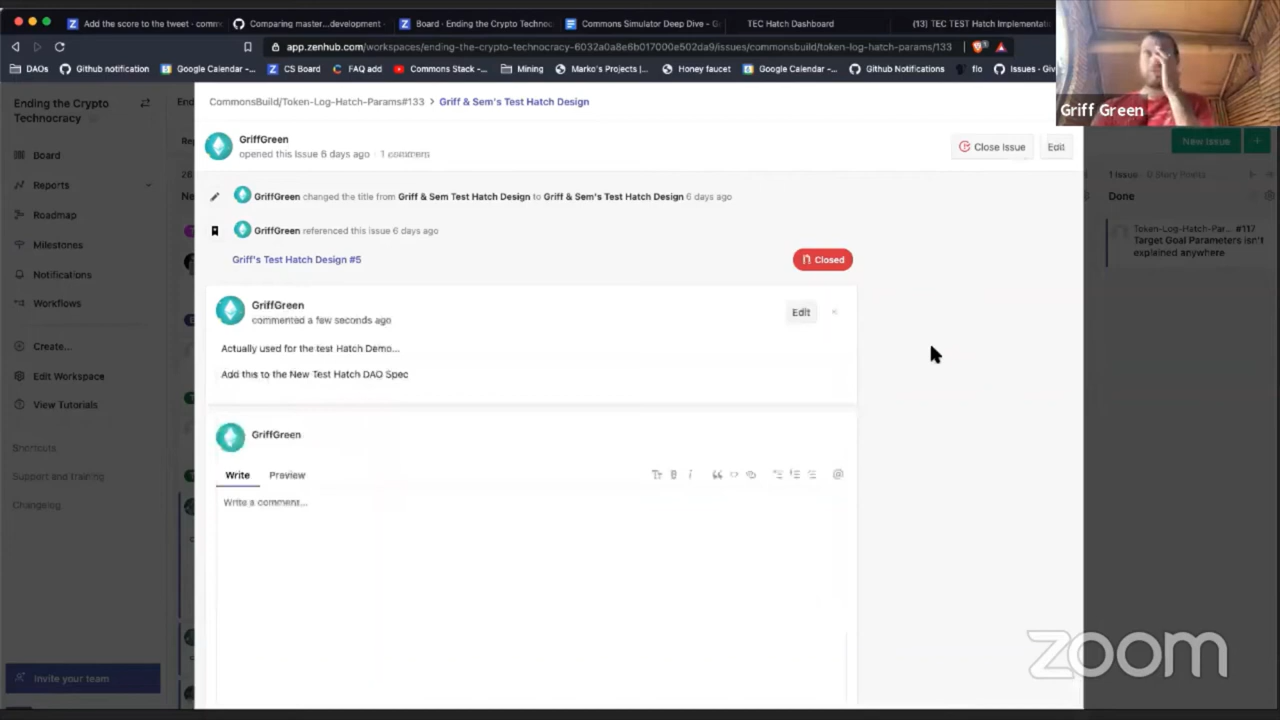 Add the score to the tweet · comm
Comparing master...development ·
Board · Ending the Crypto Technoc
Commons Simulator Deep Dive - G
TEC Hatch Dashboard
(13) TEC TEST Hatch Implementat
app.zenhub.com/workspaces/ending-the-crypto-technocracy-6032a0a8e6b017000e502da9/issues/commonsbuild/token-log-hatch-params/133
DAOs
Github notification
Google Calendar -...
CS Board
FAQ add
Commons Stack -...
Mining
Marko's Projects |...
Honey faucet
Google Calendar -...
Github Notifications
flo
Issues · Giv
Griff Green
Ending the Crypto
Technocracy
Board
Reports
Roadmap
Milestones
Notifications
Workflows
Create...
Edit Workspace
View Tutorials
Shortcuts
Support and training
Changelog
Invite your team
CommonsBuild/Token-Log-Hatch-Params#133 > Griff & Sem's Test Hatch Design
GriffGreen
opened this Issue 6 days ago · 1 comment
Close Issue
Edit
GriffGreen changed the title from Griff & Sem Test Hatch Design to Griff & Sem's Test Hatch Design 6 days ago
GriffGreen referenced this issue 6 days ago
Griff's Test Hatch Design #5
Closed
GriffGreen
commented a few seconds ago
Edit
Actually used for the test Hatch Demo...
Add this to the New Test Hatch DAO Spec
GriffGreen
Write
Preview
Write a comment...
New Issue
1 Issue · 0 Story Points
Done
Token-Log-Hatch-Par... #117
Target Goal Parameters isn't
explained anywhere
zoom